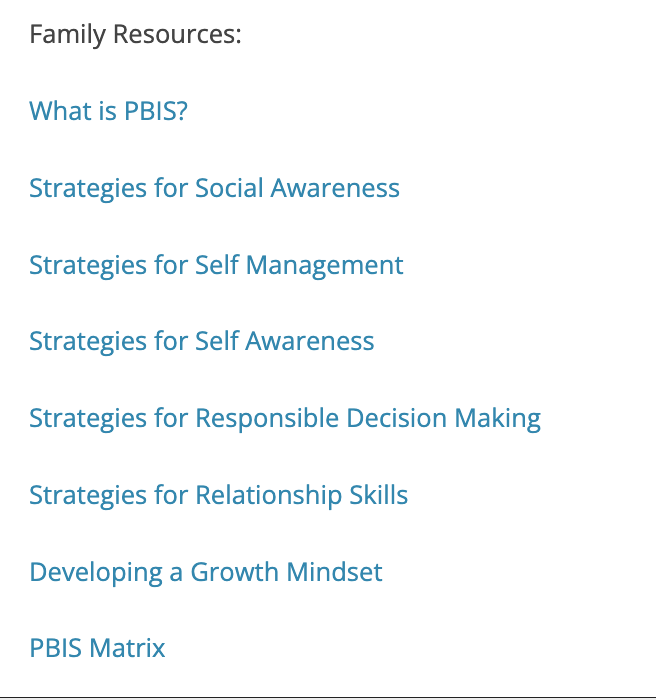 Family Resources:
What is PBIS?
Strategies for Social Awareness
Strategies for Self Management
Strategies for Self Awareness
Strategies for Responsible Decision Making
Strategies for Relationship Skills
Developing a Growth Mindset
PBIS Matrix